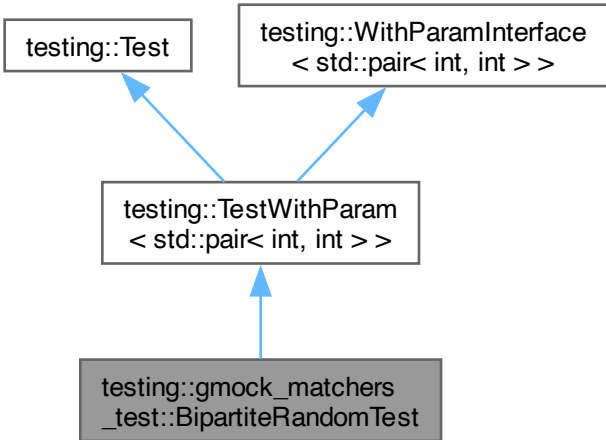 testing::Test
testing::WithParamInterface
< std::pair< int, int > >
testing::TestWithParam
< std::pair< int, int > >
testing::gmock_matchers
_test::BipartiteRandomTest